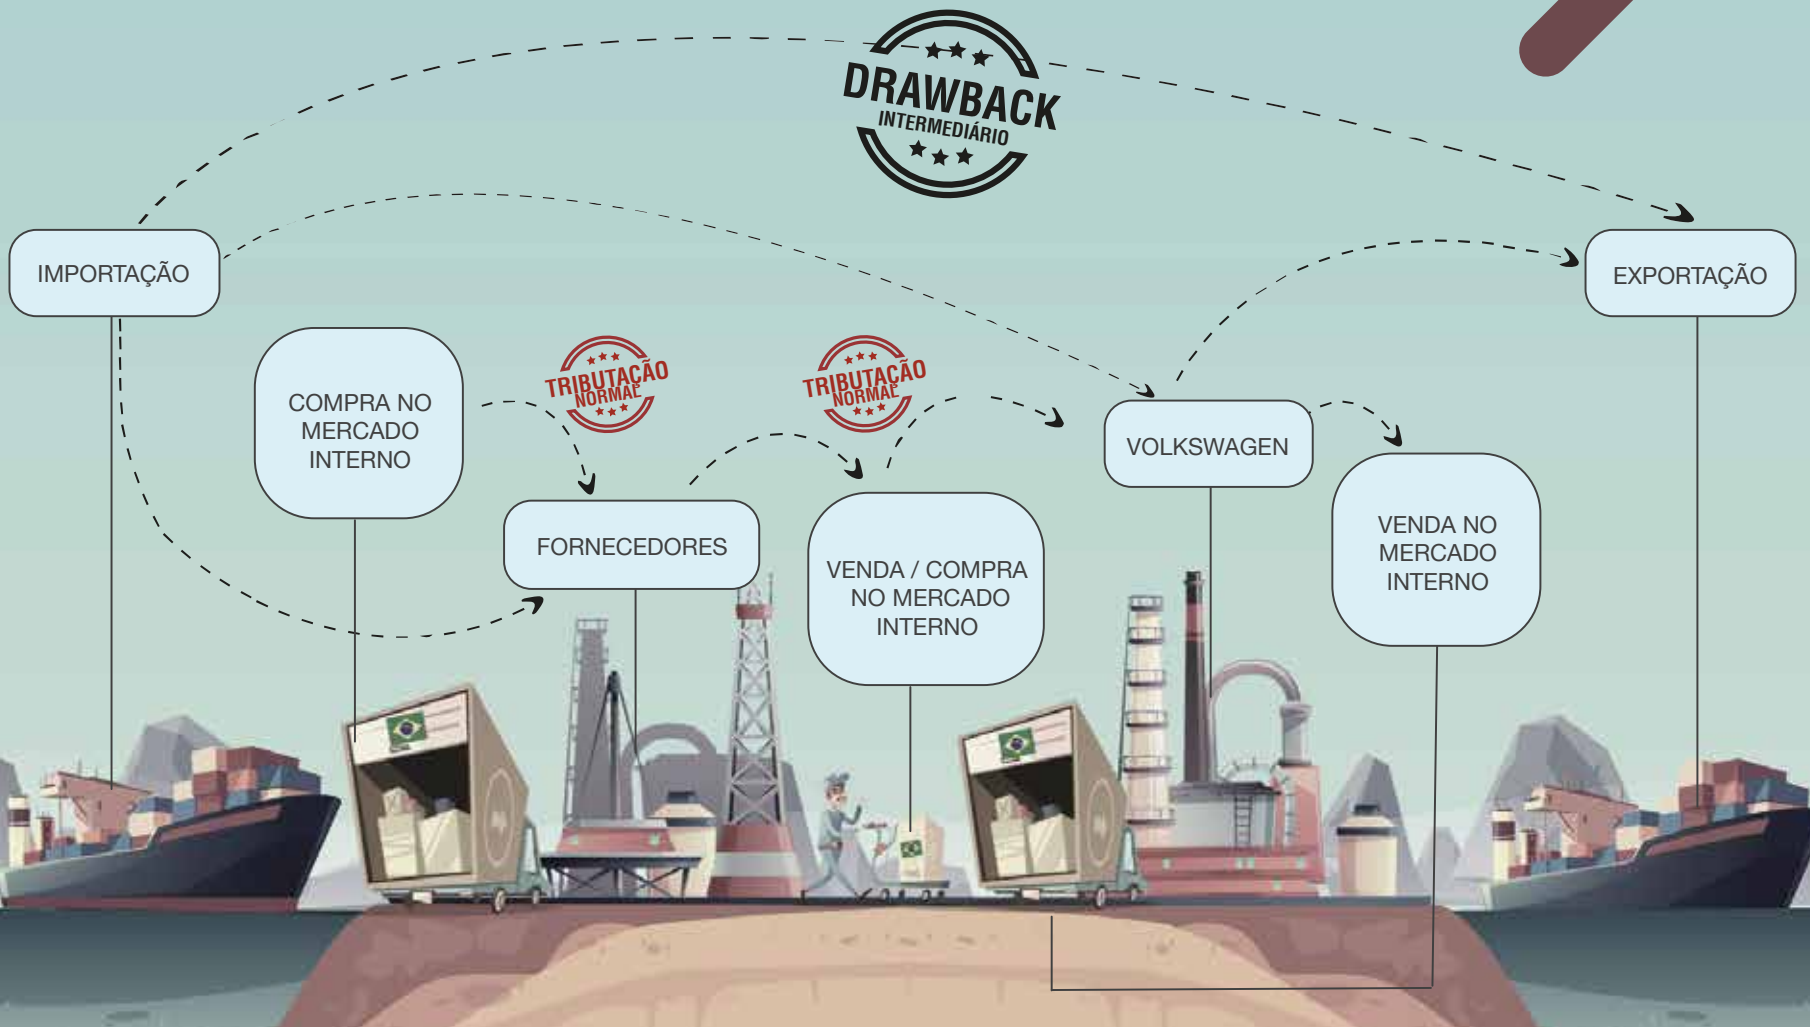 DRAWBACK
INTERMEDIÁRIO
IMPORTAÇÃO
EXPORTAÇÃO
COMPRA NO
MERCADO
INTERNO
TRIBUTAÇÃO
NORMAL
TRIBUTAÇÃO
NORMAL
FORNECEDORES
VENDA / COMPRA
NO MERCADO
INTERNO
VOLKSWAGEN
VENDA NO
MERCADO
INTERNO